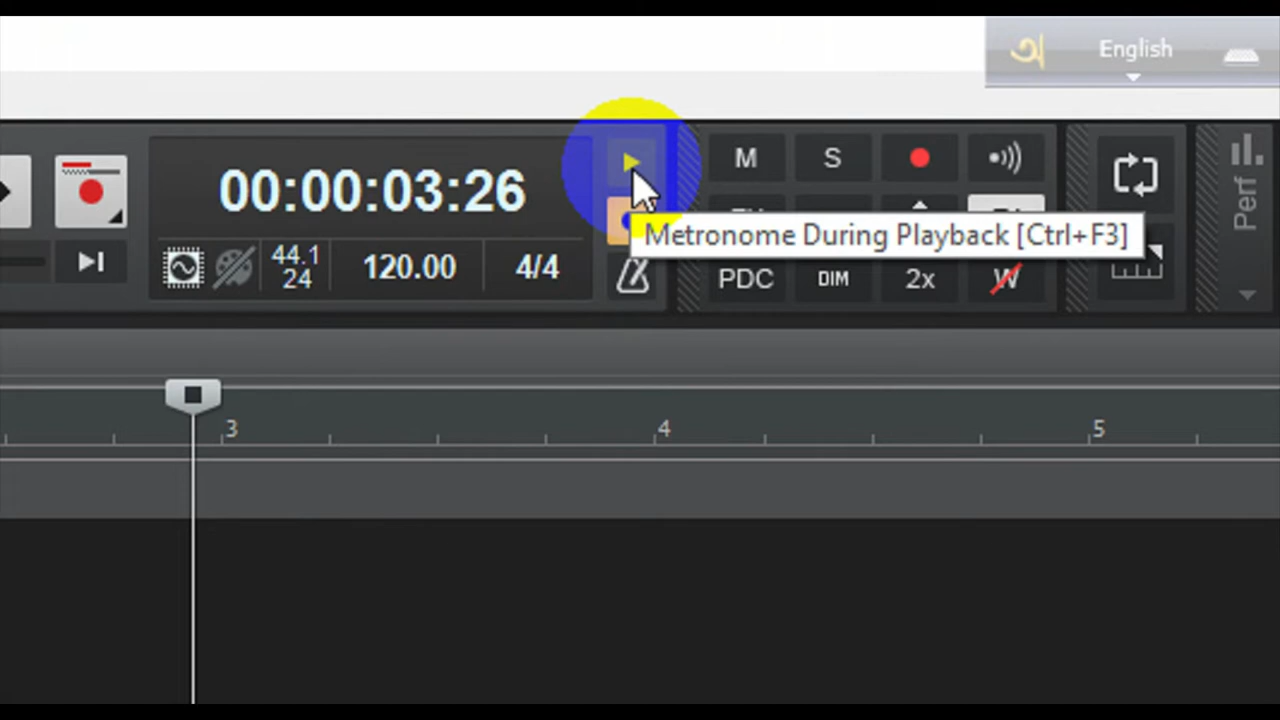 অ English
00:00:03:26
M S
Metronome During Playback [Ctrl+F3]
44.1
24
120.00 4/4
PDC DIM 2x W
Perf
3 4 5